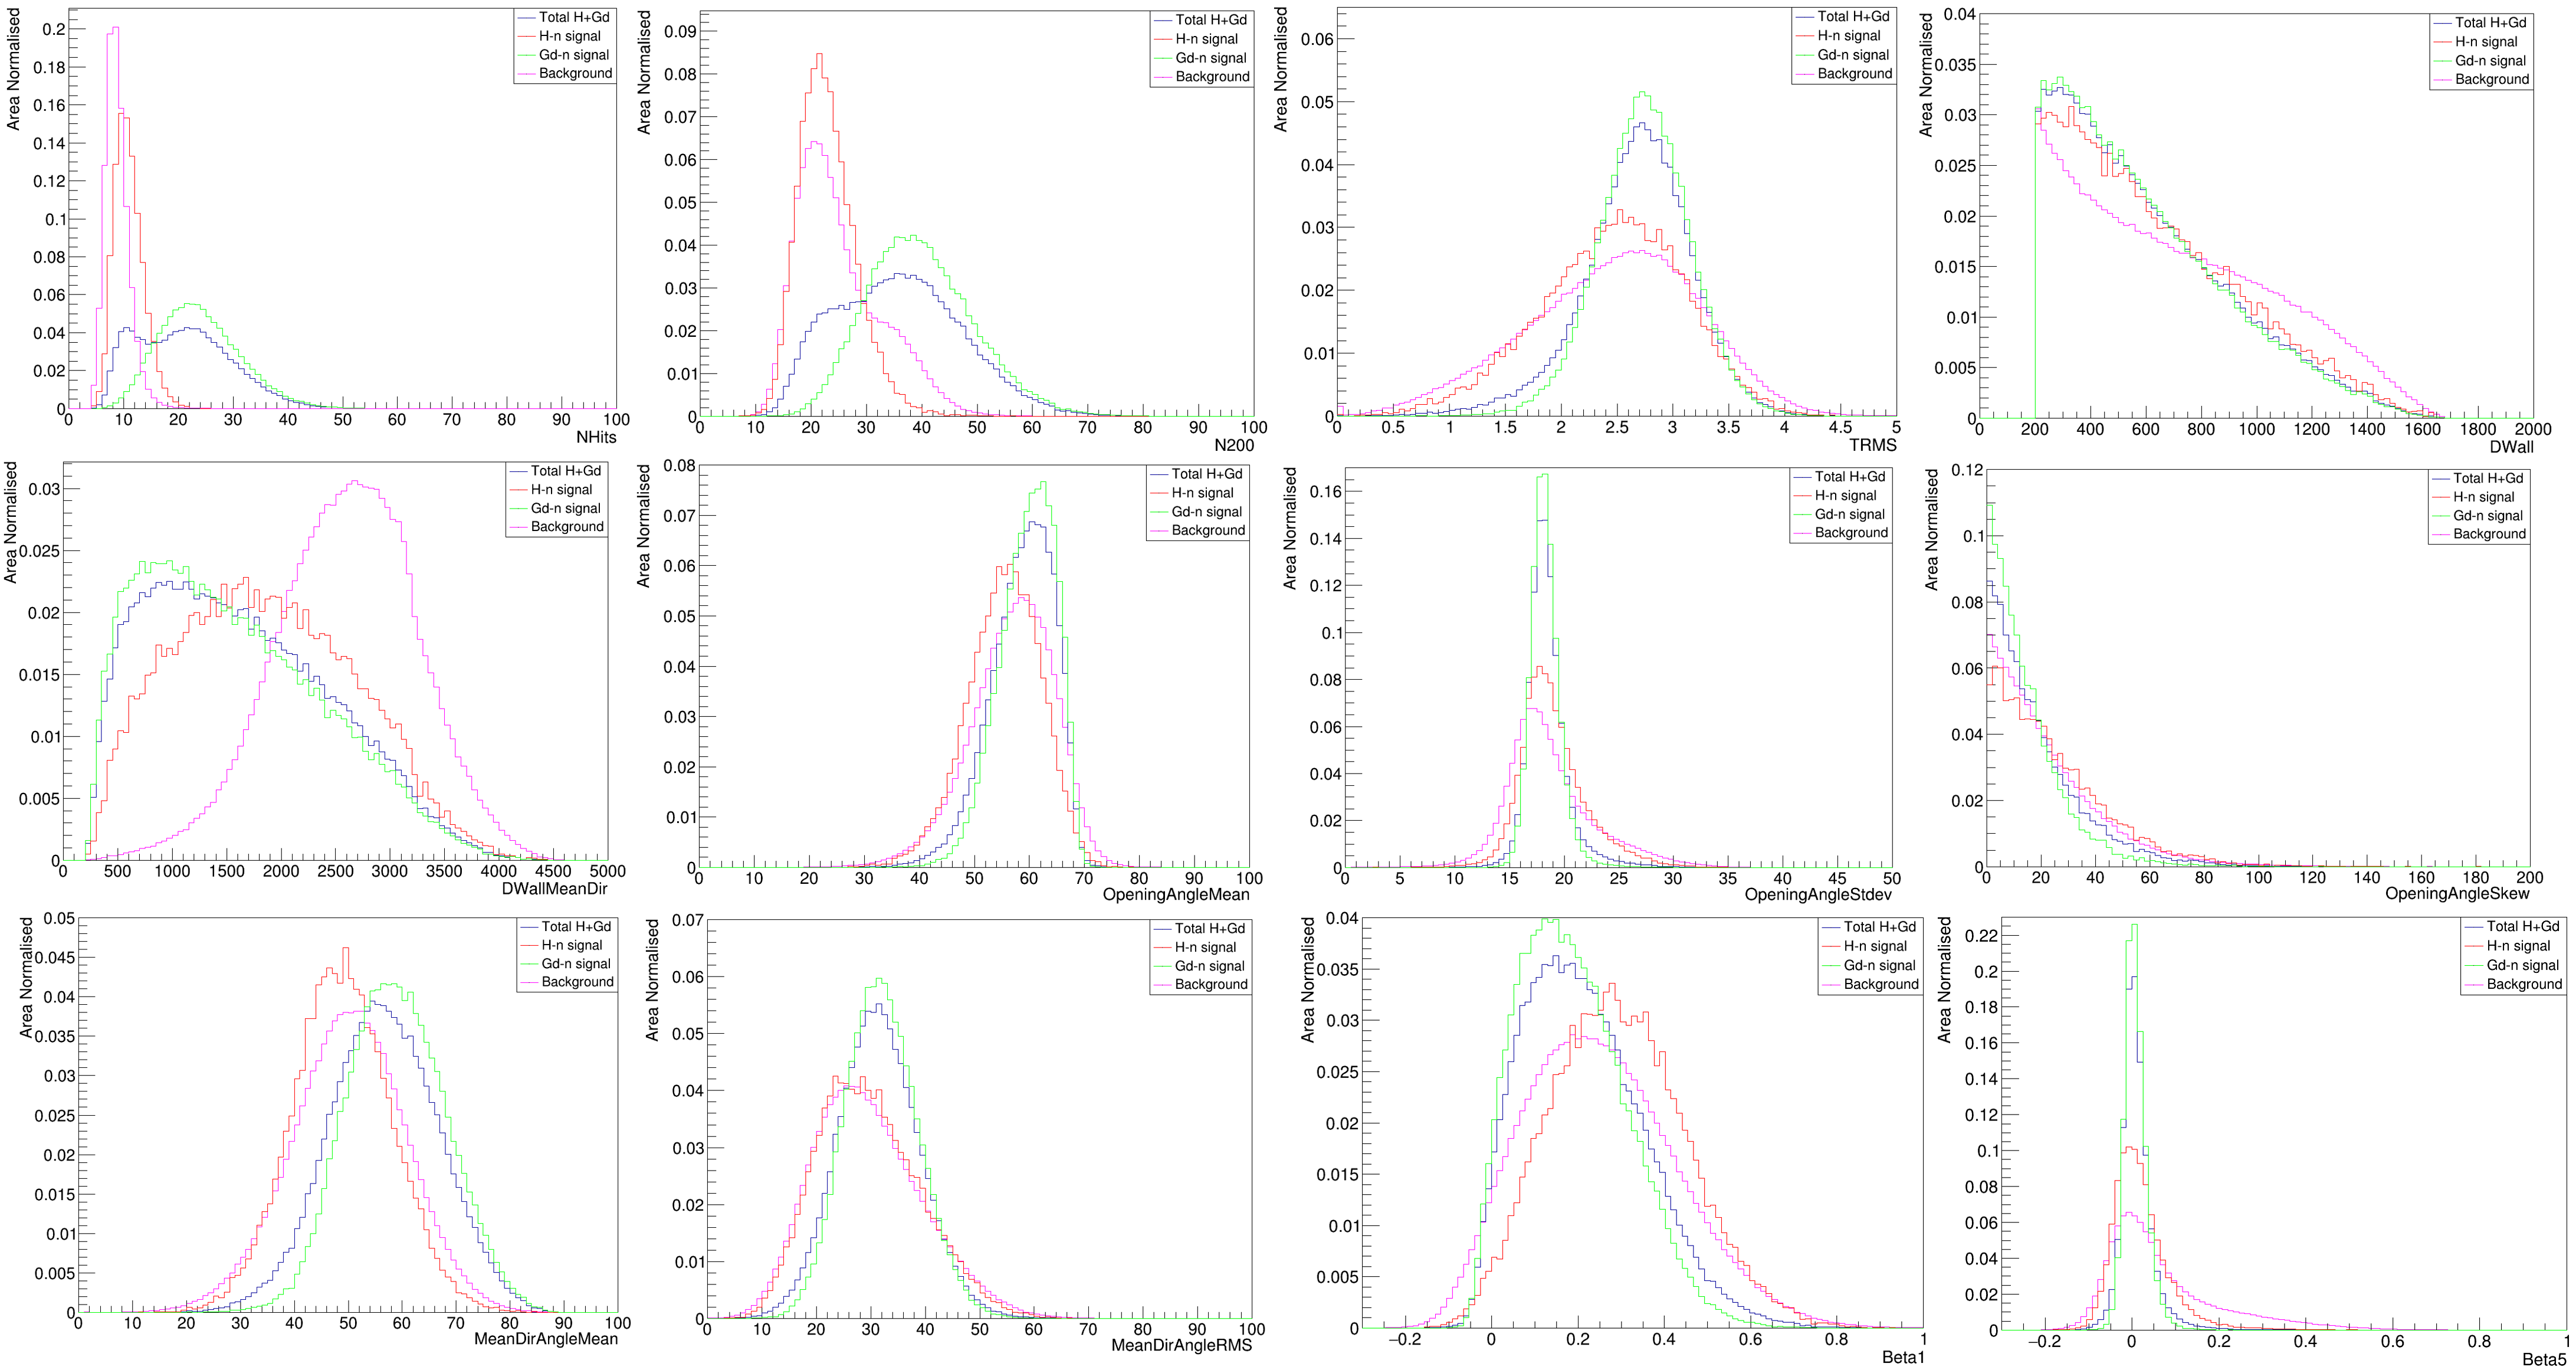 Area Normalised
0.2
0.18
0.16
0.14
0.12
0.1
0.08
0.06
0.04
0.02
0
Total H+Gd
H-n signal
Gd-n signal
Background
0 10 20 30 40 50 60 70 80 90 100
NHits
Area Normalised
0.09
0.08
0.07
0.06
0.05
0.04
0.03
0.02
0.01
0
Total H+Gd
H-n signal
Gd-n signal
Background
0 10 20 30 40 50 60 70 80 90 100
N200
Area Normalised
0.06
0.05
0.04
0.03
0.02
0.01
0
Total H+Gd
H-n signal
Gd-n signal
Background
0 0.5 1 1.5 2 2.5 3 3.5 4 4.5 5
TRMS
Area Normalised
0.04
0.035
0.03
0.025
0.02
0.015
0.01
0.005
0
Total H+Gd
H-n signal
Gd-n signal
Background
0 200 400 600 800 1000 1200 1400 1600 1800 2000
DWall
Area Normalised
0.03
0.025
0.02
0.015
0.01
0.005
0
Total H+Gd
H-n signal
Gd-n signal
Background
0 500 1000 1500 2000 2500 3000 3500 4000 4500 5000
DWallMeanDir
Area Normalised
0.08
0.07
0.06
0.05
0.04
0.03
0.02
0.01
0
Total H+Gd
H-n signal
Gd-n signal
Background
0 10 20 30 40 50 60 70 80 90 100
OpeningAngleMean
Area Normalised
0.16
0.14
0.12
0.1
0.08
0.06
0.04
0.02
0
Total H+Gd
H-n signal
Gd-n signal
Background
0 5 10 15 20 25 30 35 40 45 50
OpeningAngleStdev
Area Normalised
0.12
0.1
0.08
0.06
0.04
0.02
0
Total H+Gd
H-n signal
Gd-n signal
Background
0 20 40 60 80 100 120 140 160 180 200
OpeningAngleSkew
Area Normalised
0.05
0.045
0.04
0.035
0.03
0.025
0.02
0.015
0.01
0.005
0
Total H+Gd
H-n signal
Gd-n signal
Background
0 10 20 30 40 50 60 70 80 90 100
MeanDirAngleMean
Area Normalised
0.07
0.06
0.05
0.04
0.03
0.02
0.01
0
Total H+Gd
H-n signal
Gd-n signal
Background
0 10 20 30 40 50 60 70 80 90 100
MeanDirAngleRMS
Area Normalised
0.04
0.035
0.03
0.025
0.02
0.015
0.01
0.005
0
Total H+Gd
H-n signal
Gd-n signal
Background
−0.2 0 0.2 0.4 0.6 0.8 1
Beta1
Area Normalised
0.22
0.2
0.18
0.16
0.14
0.12
0.1
0.08
0.06
0.04
0.02
0
Total H+Gd
H-n signal
Gd-n signal
Background
−0.2 0 0.2 0.4 0.6 0.8 1
Beta5